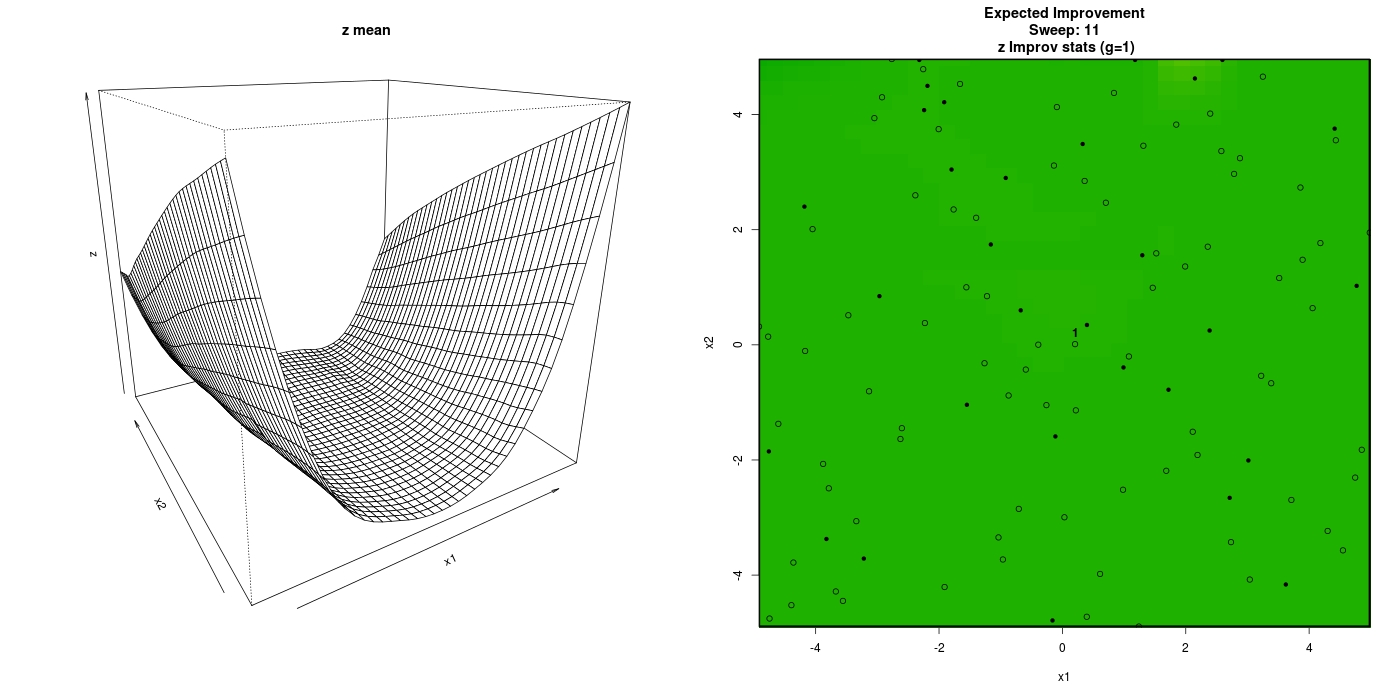 z mean
z
x2
x1
Expected Improvement
Sweep: 11
z Improv stats (g=1)
x2
4
2
0
-2
-4
1
-4
-2
0
2
4
x1